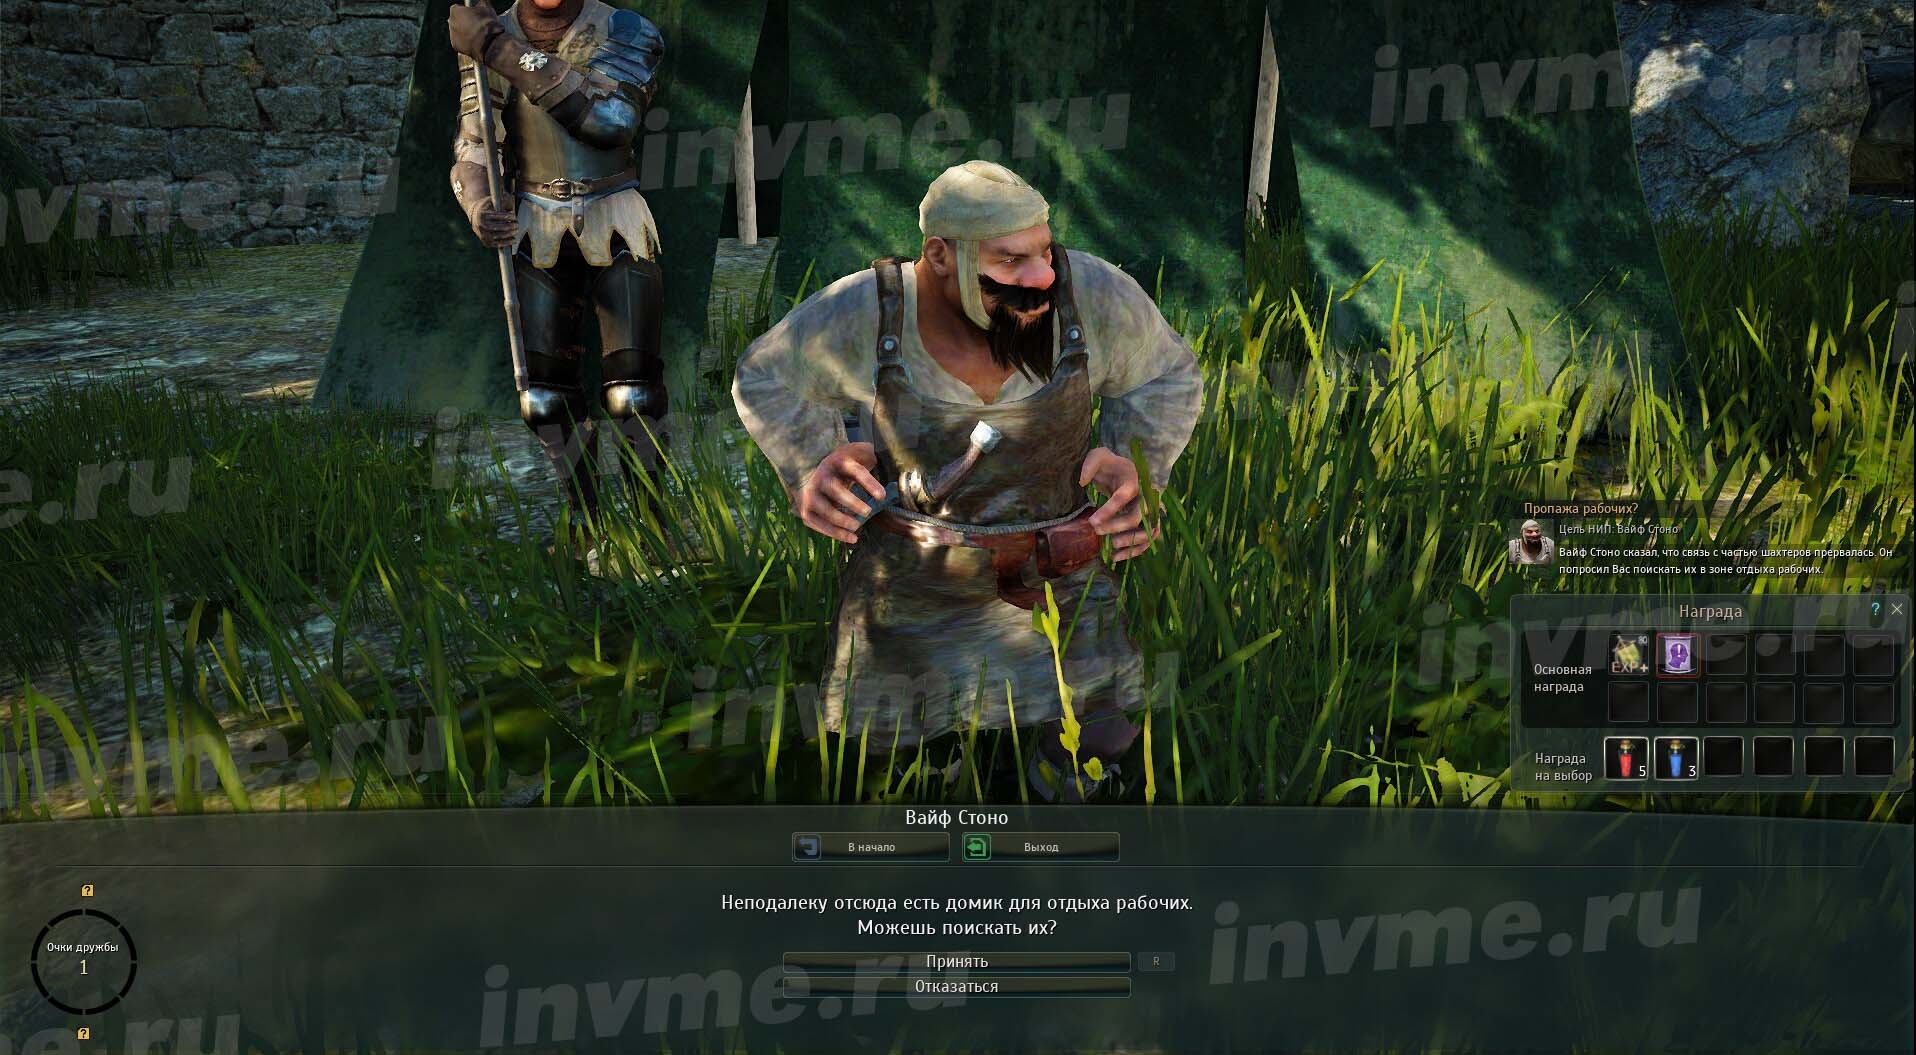 invme.ru
invme.ru
invme.ru
invme.ru
Пропажа рабочих?
Цель НИП: Вайф Стоно
Вайф Стоно сказал, что связь с частью шахтеров прервалась. Он
попросил Вас поискать их в зоне отдыха рабочих.
Награда
? ×
Основная
награда
EXP+
Награда
на выбор
5
3
Вайф Стоно
В начало
Выход
Неподалеку отсюда есть домик для отдыха рабочих.
Можешь поискать их?
Принять
R
Отказаться
?
Очки дружбы
1
?
invme.ru
invme.ru